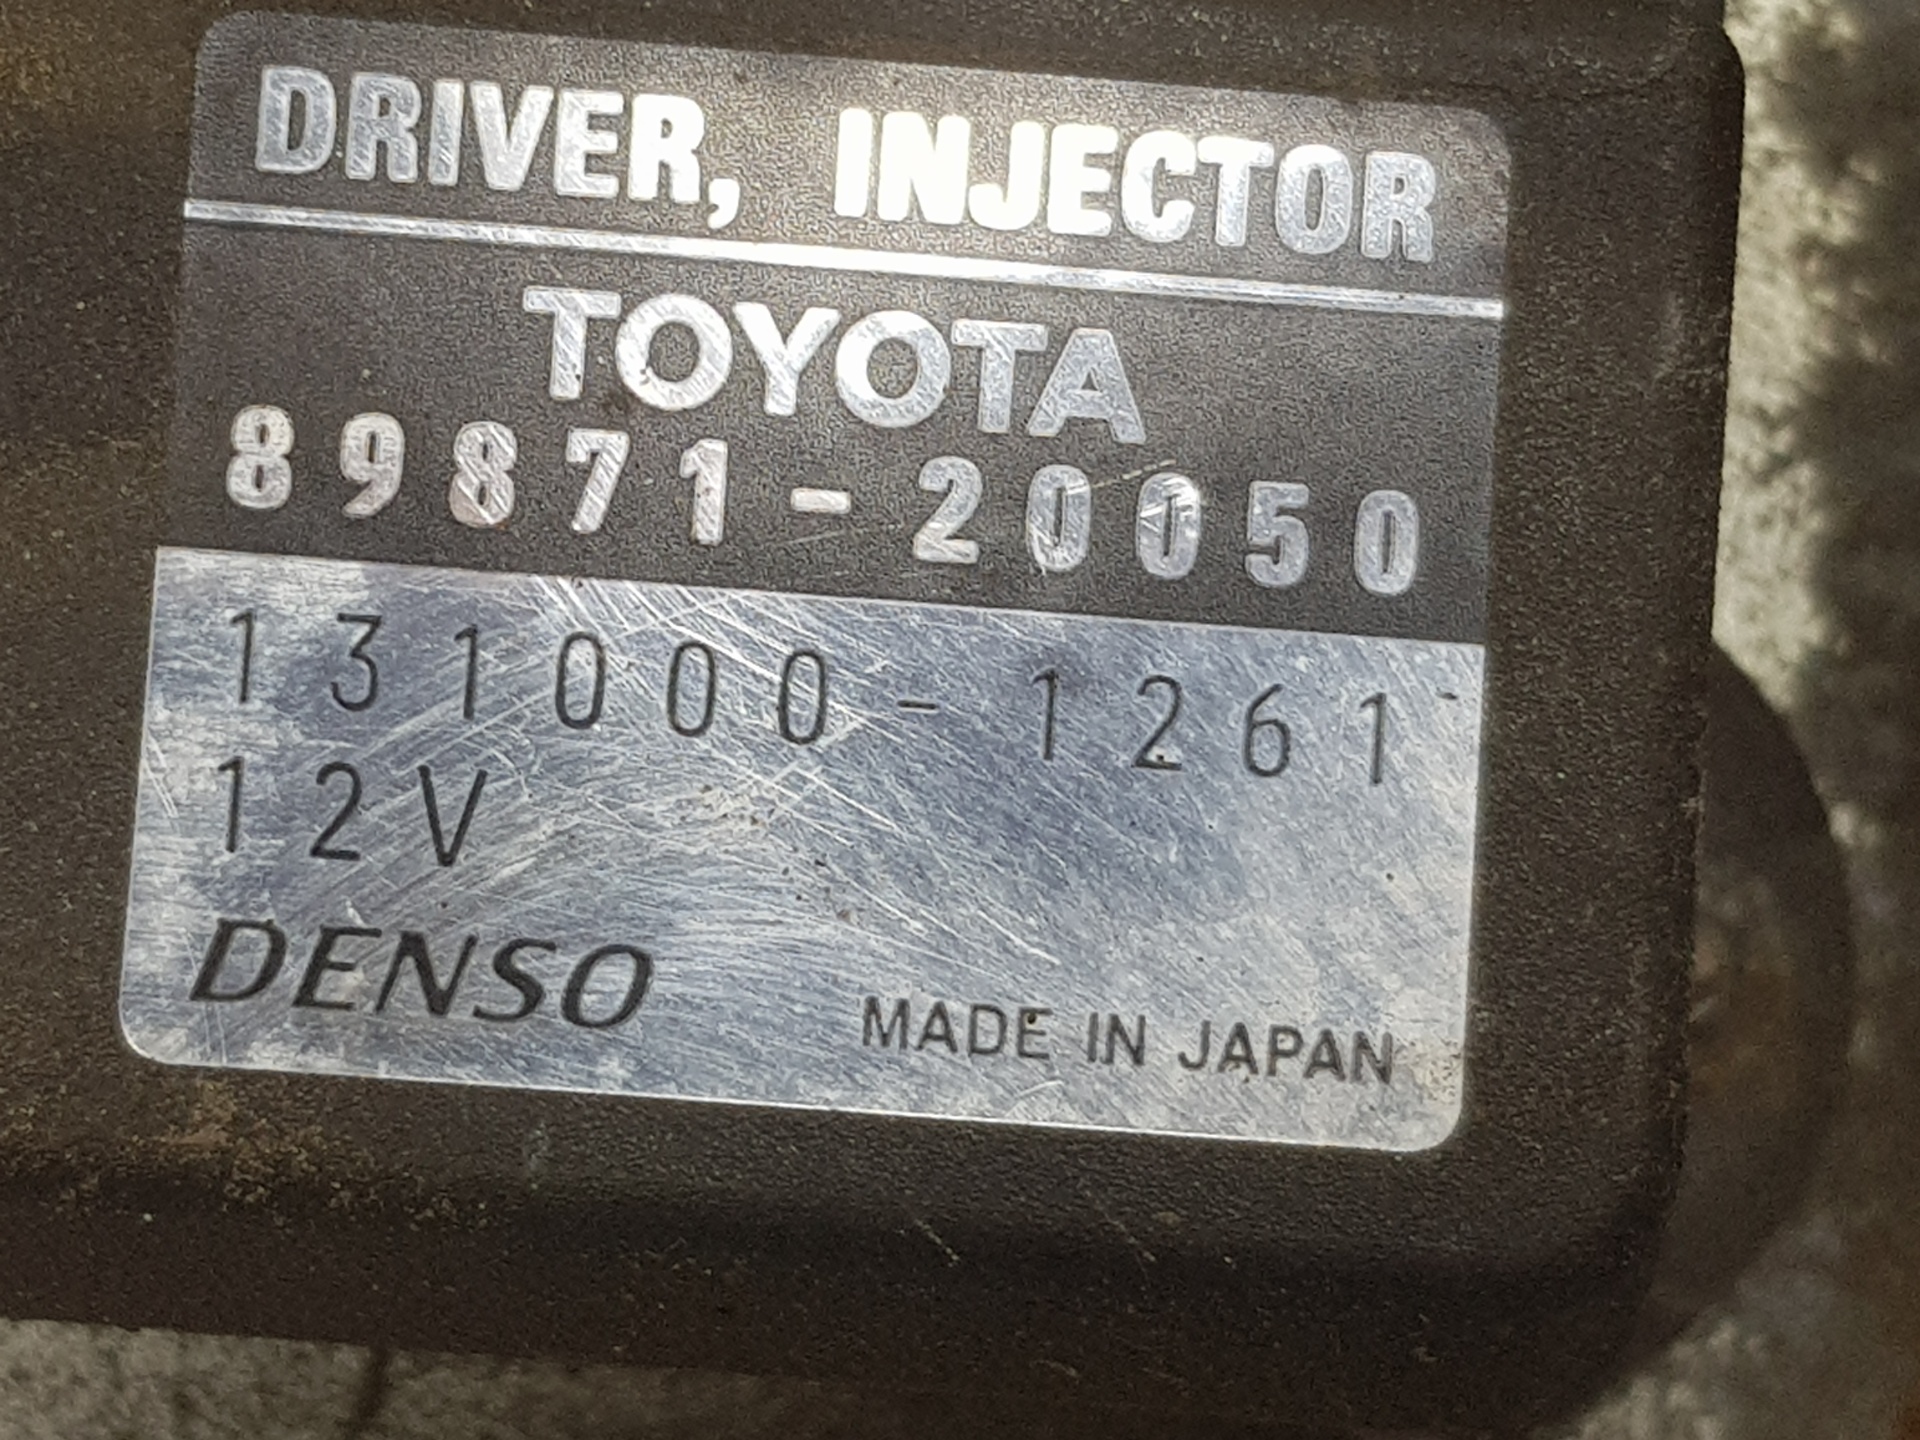 DRIVER, INJECTOR
TOYOTA
89871-20050
131000-1261
12V
DENSO
MADE IN JAPAN